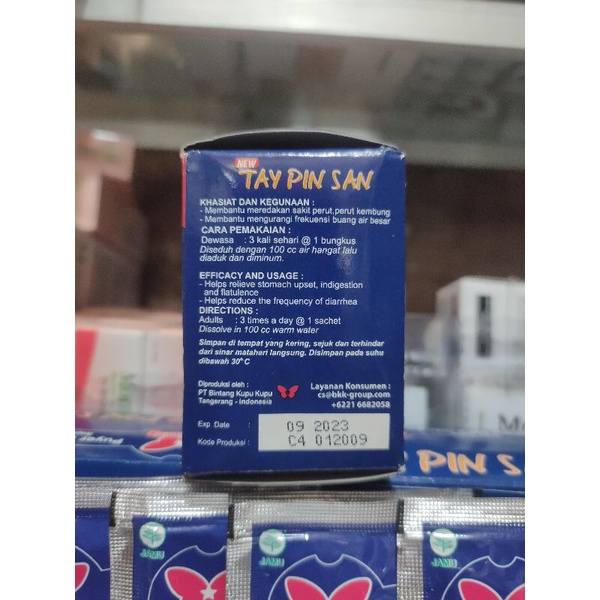 NEW
TAY PIN SAN
KHASIAT DAN KEGUNAAN :
- Membantu meredakan sakit perut,perut kembung
- Membantu mengurangi frekuensi buang air besar
CARA PEMAKAIAN :
Dewasa : 3 kali sehari @ 1 bungkus
Diseduh dengan 100 cc air hangat lalu
diaduk dan diminum.
EFFICACY AND USAGE :
- Helps relieve stomach upset, indigestion
and flatulence
- Helps reduce the frequency of diarrhea
DIRECTIONS :
Adults : 3 times a day @ 1 sachet
Dissolve in 100 cc warm water
Simpan di tempat yang kering, sejuk dan terhindar
dari sinar matahari langsung. Disimpan pada suhu
dibawah 30° C
Diproduksi oleh :
PT Bintang Kupu Kupu
Tangerang - Indonesia
Layanan Konsumen :
cs@bkk-group.com
+6221 6682058
Exp Date : 09 2023
Kode Produksi : C4 012009
PIN S
JAMU
JAMU
JAMU